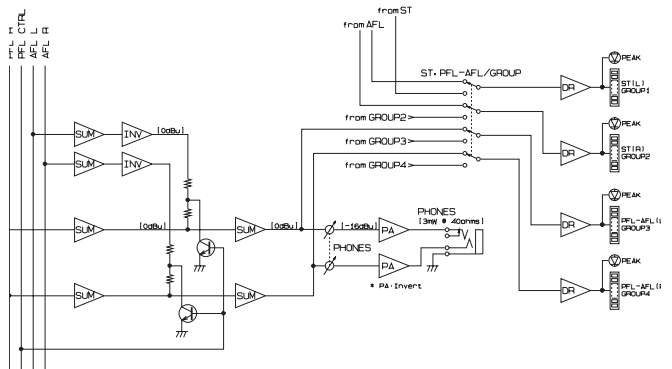 PFL CTRL
AFL L
AFL R
from ST
from AFL
ST·PFL-AFL/GROUP
from GROUP2
from GROUP3
from GROUP4
DR
PEAK
ST(L)
GROUP1
DR
PEAK
ST(R)
GROUP2
DR
PEAK
PFL-AFL(L
GROUP3
DR
PEAK
PFL-AFL(R
GROUP4
SUM
INV
[0dBu]
SUM
INV
SUM
[0dBu]
SUM
[0dBu]
[-16dBu]
PA
PHONES
[3mW @ 40ohms]
PHONES
PA
* PA:Invert
SUM
SUM